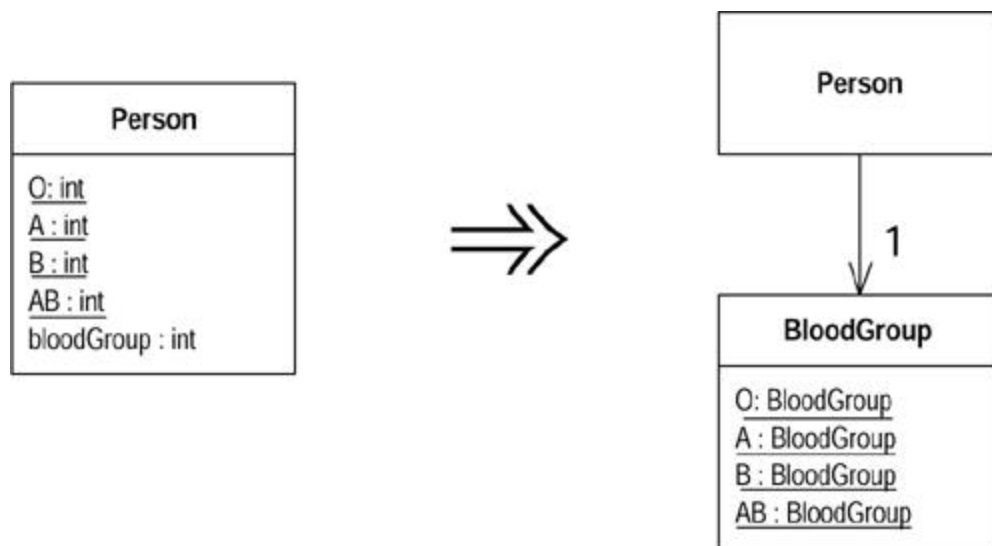 Person
O: int
A : int
B : int
AB : int
bloodGroup : int
Person
1
BloodGroup
O: BloodGroup
A : BloodGroup
B : BloodGroup
AB : BloodGroup